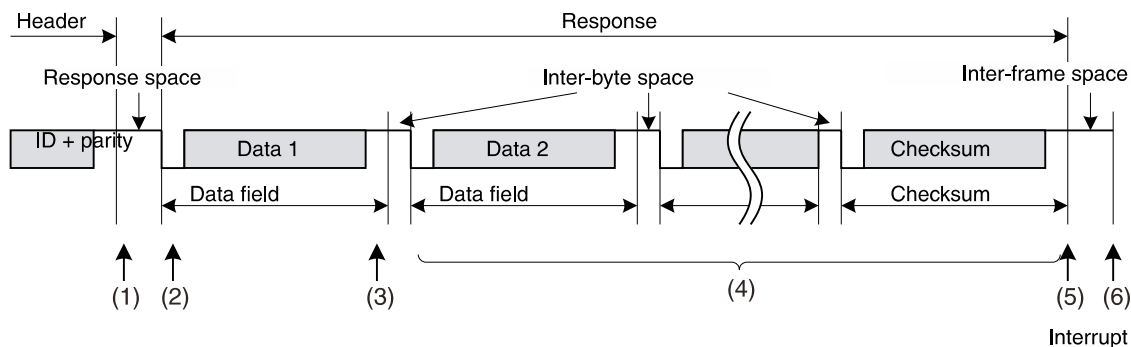 Header
Response
Response space
Inter-byte space
Inter-frame space
ID + parity
Data 1
Data 2
Checksum
Data field
Data field
Checksum
(1)
(2)
(3)
(4)
(5)
(6)
Interrupt